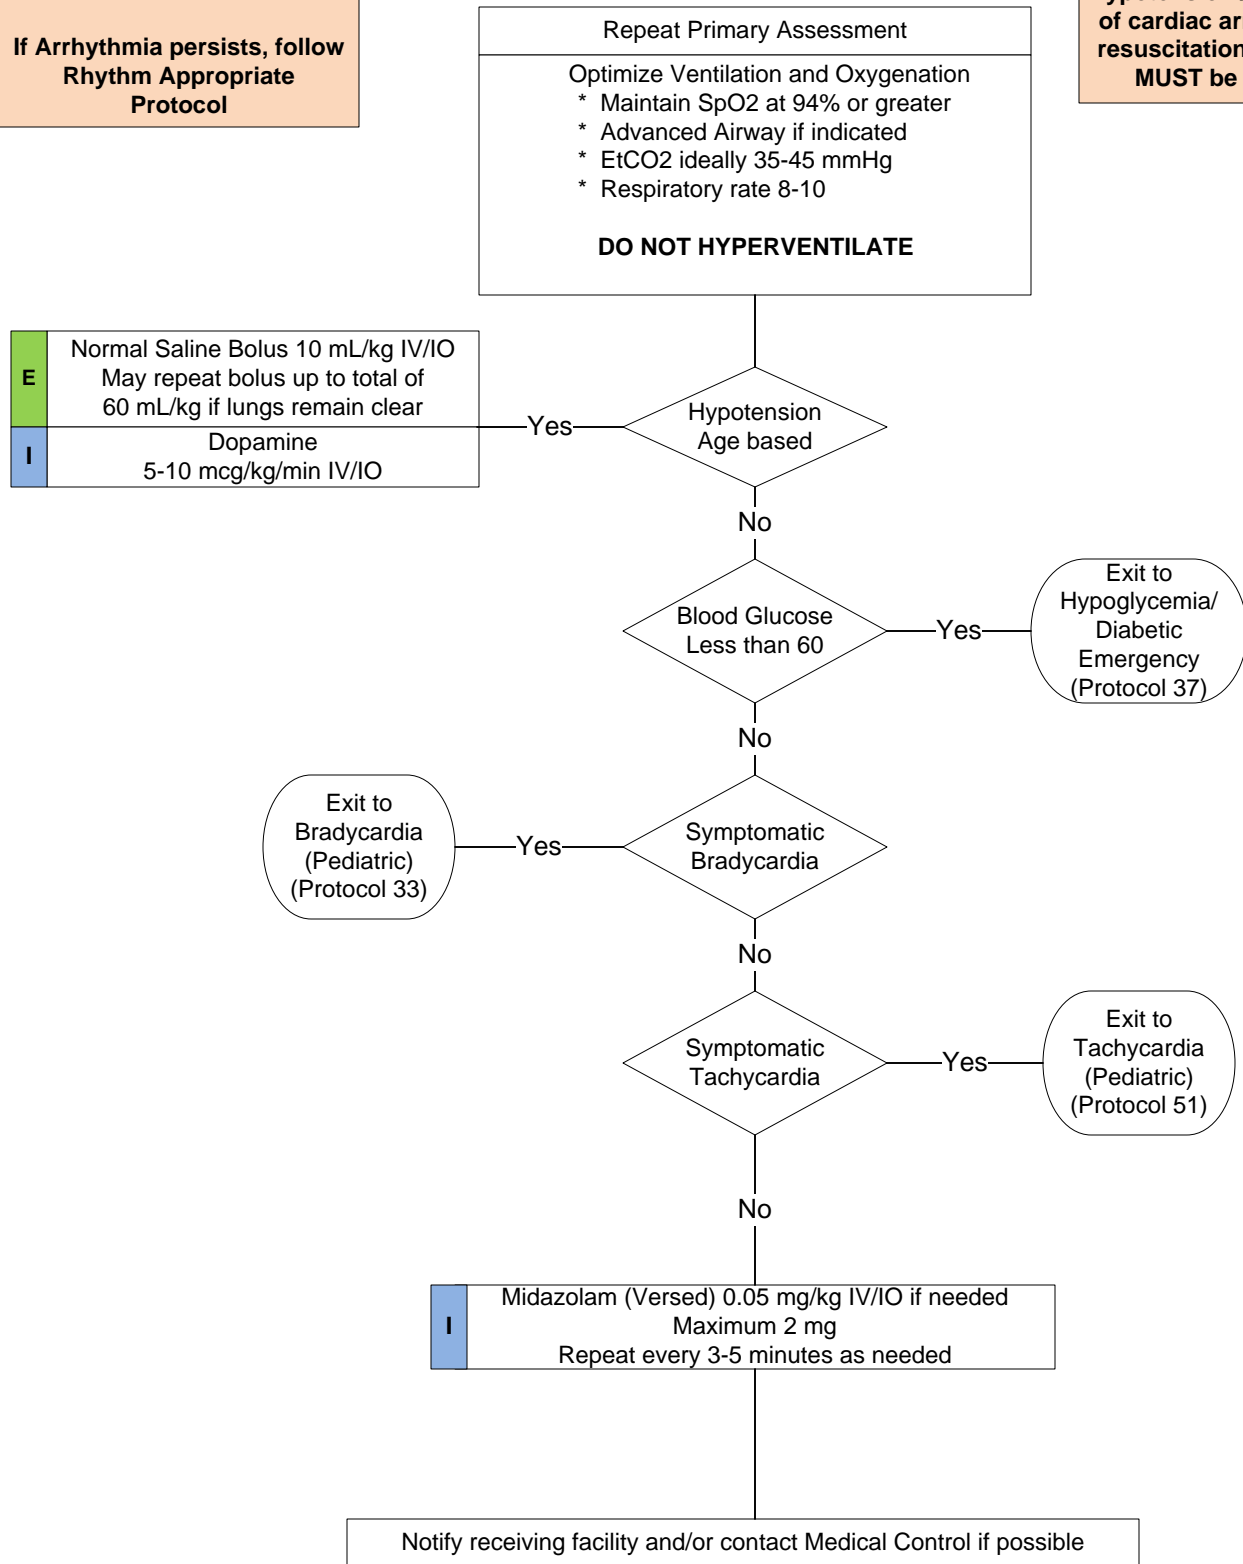 If Arrhythmia persists, follow
Rhythm Appropriate
Protocol
of cardiac
resuscitation
MUST be
Repeat Primary Assessment
Optimize Ventilation and Oxygenation
* Maintain SpO2 at 94% or greater
* Advanced Airway if indicated
* EtCO2 ideally 35-45 mmHg
* Respiratory rate 8-10
DO NOT HYPERVENTILATE
E
Normal Saline Bolus 10 mL/kg IV/IO
May repeat bolus up to total of
60 mL/kg if lungs remain clear
I
Dopamine
5-10 mcg/kg/min IV/IO
Yes
Hypotension
Age based
No
Blood Glucose
Less than 60
Yes
Exit to
Hypoglycemia/
Diabetic
Emergency
(Protocol 37)
No
Exit to
Bradycardia
(Pediatric)
(Protocol 33)
Yes
Symptomatic
Bradycardia
No
Symptomatic
Tachycardia
Yes
Exit to
Tachycardia
(Pediatric)
(Protocol 51)
No
I
Midazolam (Versed) 0.05 mg/kg IV/IO if needed
Maximum 2 mg
Repeat every 3-5 minutes as needed
Notify receiving facility and/or contact Medical Control if possible